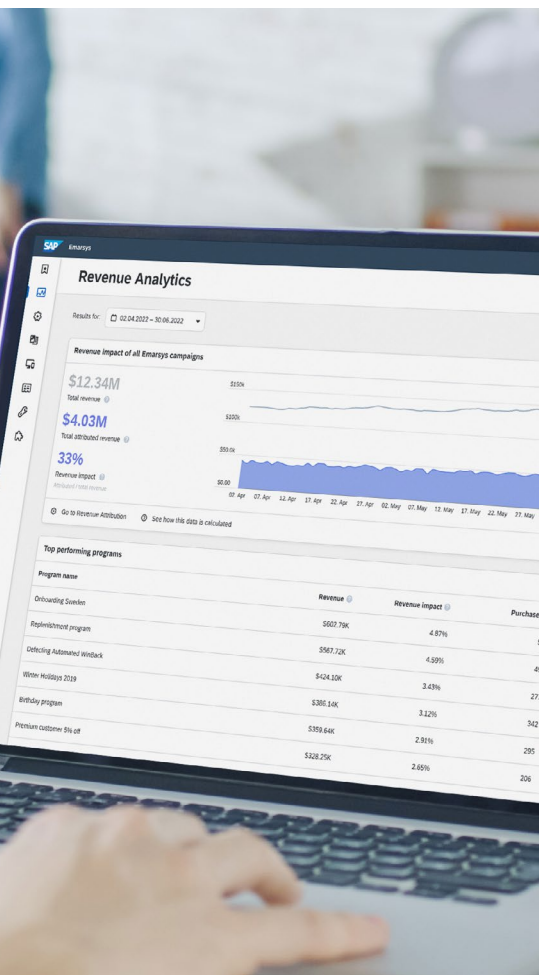 SAP Emarsys
Revenue Analytics
Results for: 02.04.2022 – 30.06.2022
Revenue impact of all Emarsys campaigns
$12.34M
Total revenue
$4.03M
Total attributed revenue
33%
Revenue impact
Attributed / total revenue
$150k
$100k
$50.0k
$0.00
02. Apr 07. Apr 12. Apr 17. Apr 22. Apr 27. Apr 02. May 07. May 12. May 17. May 22. May 27. May
Go to Revenue Attribution See how this data is calculated
Top performing programs
Program name Revenue Revenue impact Purchase
Onboarding Sweden $607.79K 4.87%
Replenishment program $567.72K 4.59%
Defecting Automated WinBack $424.10K 3.43%
Winter Holidays 2019 $386.14K 3.12% 342
Birthday program $359.64K 2.91% 295
Premium customer 5% off $328.25K 2.65% 206